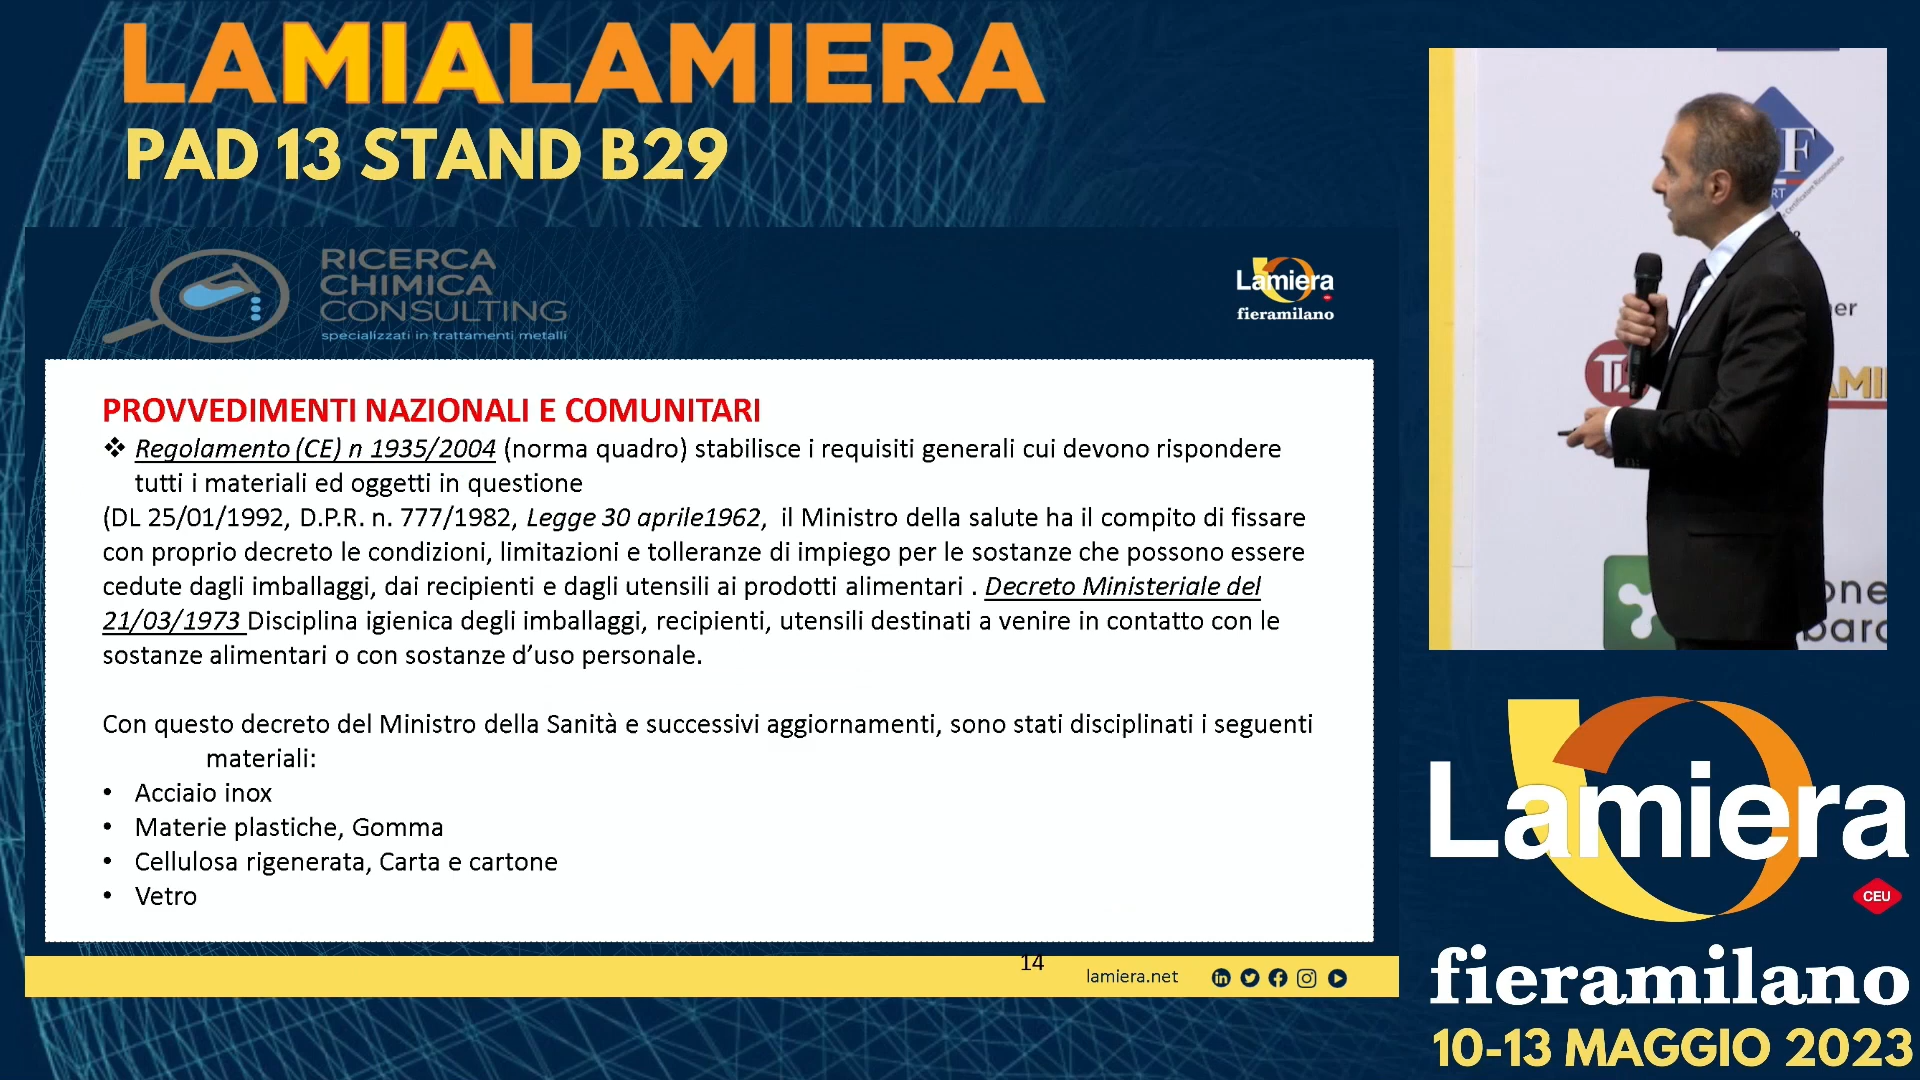 LAMIALAMIERA
PAD 13 STAND B29
RICERCA
CHIMICA
CONSULTING
specializzati in trattamenti metalli
Lamiera
fieramilano
PROVVEDIMENTI NAZIONALI E COMUNITARI
❖ Regolamento (CE) n 1935/2004 (norma quadro) stabilisce i requisiti generali cui devono rispondere
tutti i materiali ed oggetti in questione
(DL 25/01/1992, D.P.R. n. 777/1982, Legge 30 aprile1962, il Ministro della salute ha il compito di fissare
con proprio decreto le condizioni, limitazioni e tolleranze di impiego per le sostanze che possono essere
cedute dagli imballaggi, dai recipienti e dagli utensili ai prodotti alimentari . Decreto Ministeriale del
21/03/1973 Disciplina igienica degli imballaggi, recipienti, utensili destinati a venire in contatto con le
sostanze alimentari o con sostanze d’uso personale.
Con questo decreto del Ministro della Sanità e successivi aggiornamenti, sono stati disciplinati i seguenti
materiali:
• Acciaio inox
• Materie plastiche, Gomma
• Cellulosa rigenerata, Carta e cartone
• Vetro
14
lamiera.net
Lamiera
CEU
fieramilano
10-13 MAGGIO 2023